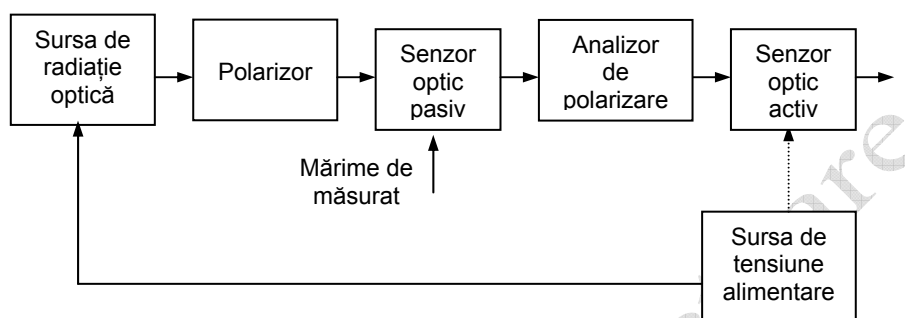 Sursa de
radiație
optică
Polarizor
Senzor
optic
pasiv
Analizor
de
polarizare
Senzor
optic
activ
Mărime de
măsurat
Sursa de
tensiune
alimentare